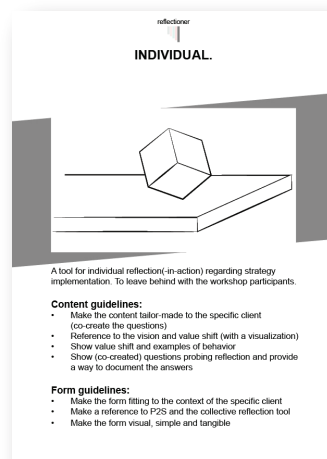 reflectioner
INDIVIDUAL.
A tool for individual reflection(-in-action) regarding strategy
implementation. To leave behind with the workshop participants.
Content guidelines:
• Make the content tailor-made to the specific client
(co-create the questions)
• Reference to the vision and value shift (with a visualization)
• Show value shift and examples of behavior
• Show (co-created) questions probing reflection and provide
a way to document the answers
Form guidelines:
• Make the form fitting to the context of the specific client
• Make a reference to P2S and the collective reflection tool
• Make the form visual, simple and tangible